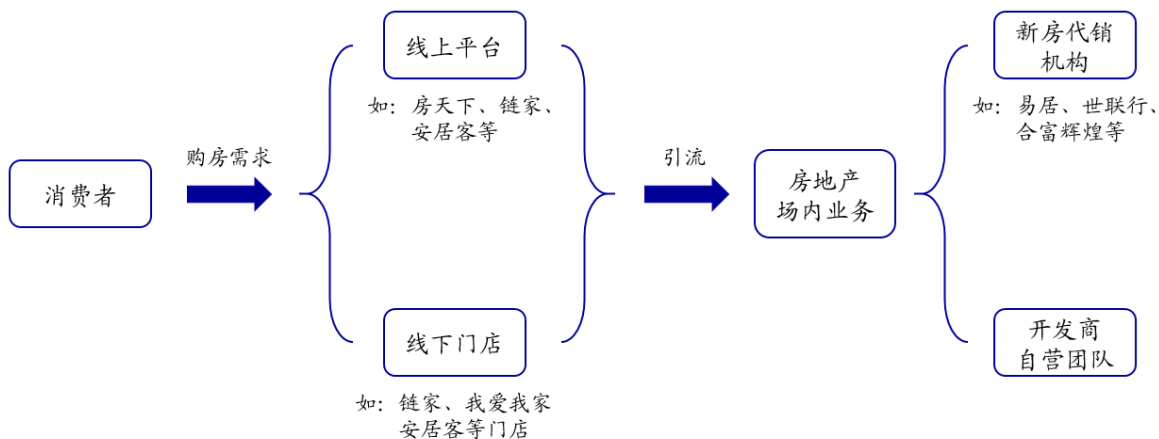 消费者
购房需求
线上平台
如：房天下、链家、
安居客等
线下门店
如：链家、我爱我家
安居客等门店
引流
房地产
场内业务
新房代销
机构
如：易居、世联行、
合富辉煌等
开发商
自营团队